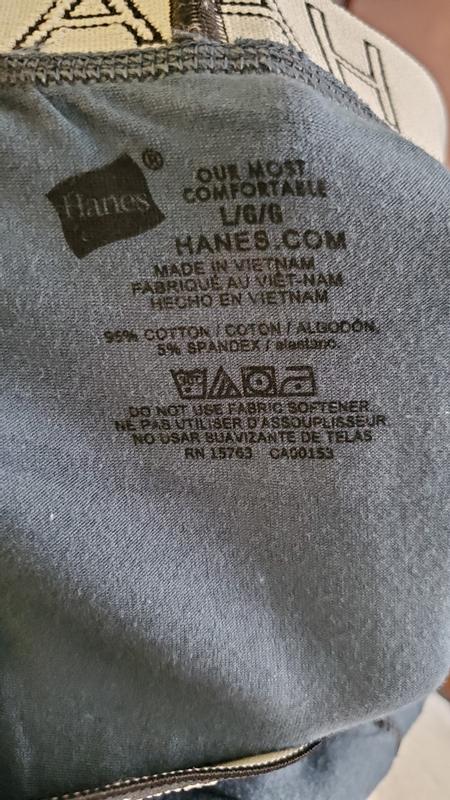 Hanes®
OUR MOST
COMFORTABLE
L/G/G
HANES.COM
MADE IN VIETNAM
FABRIQUÉ AU VIÊT-NAM
HECHO EN VIETNAM
95% COTTON / COTON / ALGODÓN,
5% SPANDEX / elastano.
DO NOT USE FABRIC SOFTENER.
NE PAS UTILISER D'ASSOUPLISSEUR
NO USAR SUAVIZANTE DE TELAS
RN 15763 CA00153